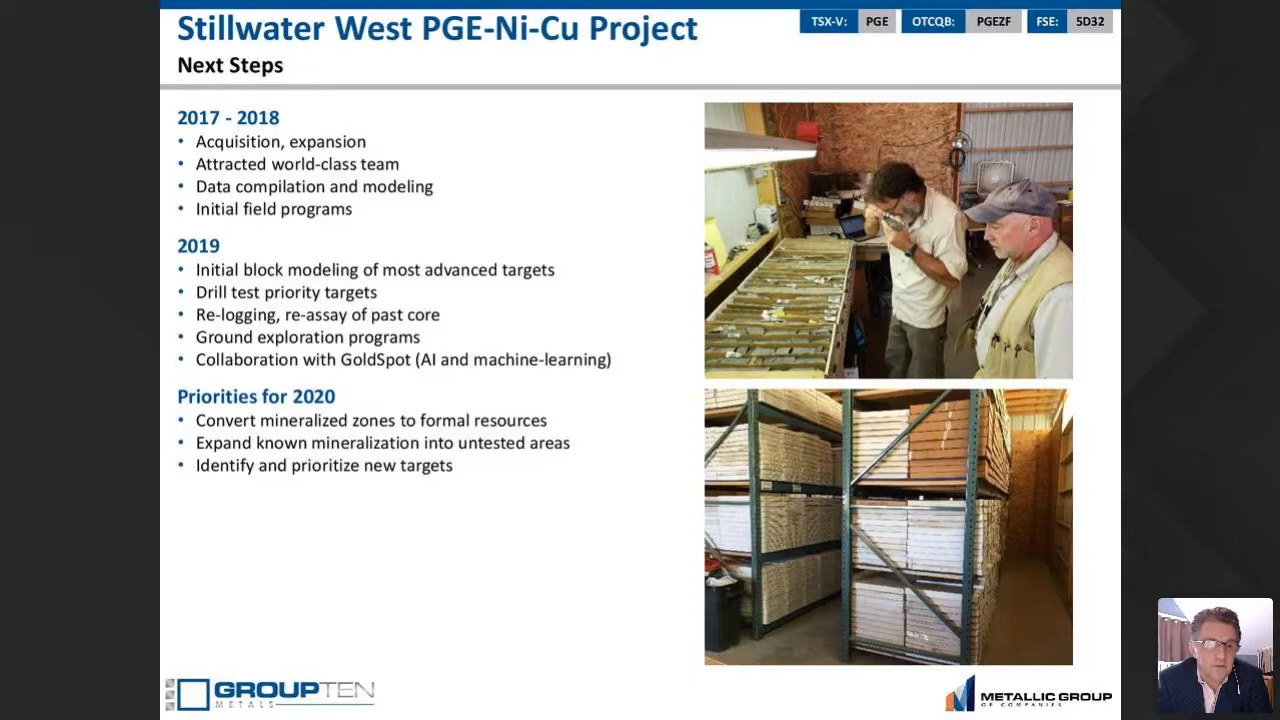 Stillwater West PGE-Ni-Cu Project
TSX-V: PGE OTCQB: PGEZF FSE: 5D32
Next Steps
2017 - 2018
• Acquisition, expansion
• Attracted world-class team
• Data compilation and modeling
• Initial field programs
2019
• Initial block modeling of most advanced targets
• Drill test priority targets
• Re-logging, re-assay of past core
• Ground exploration programs
• Collaboration with GoldSpot (AI and machine-learning)
Priorities for 2020
• Convert mineralized zones to formal resources
• Expand known mineralization into untested areas
• Identify and prioritize new targets
GROUPTEN
METALS
METALLIC GROUP
OF COMPANIES